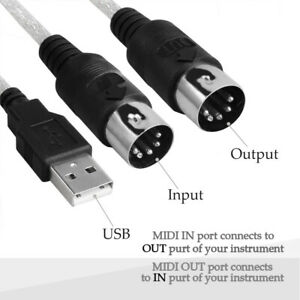 Output
Input
USB
MIDI IN port connects to
OUT purt of your instrument
MIDI OUT port connects
to IN purt of your instrument